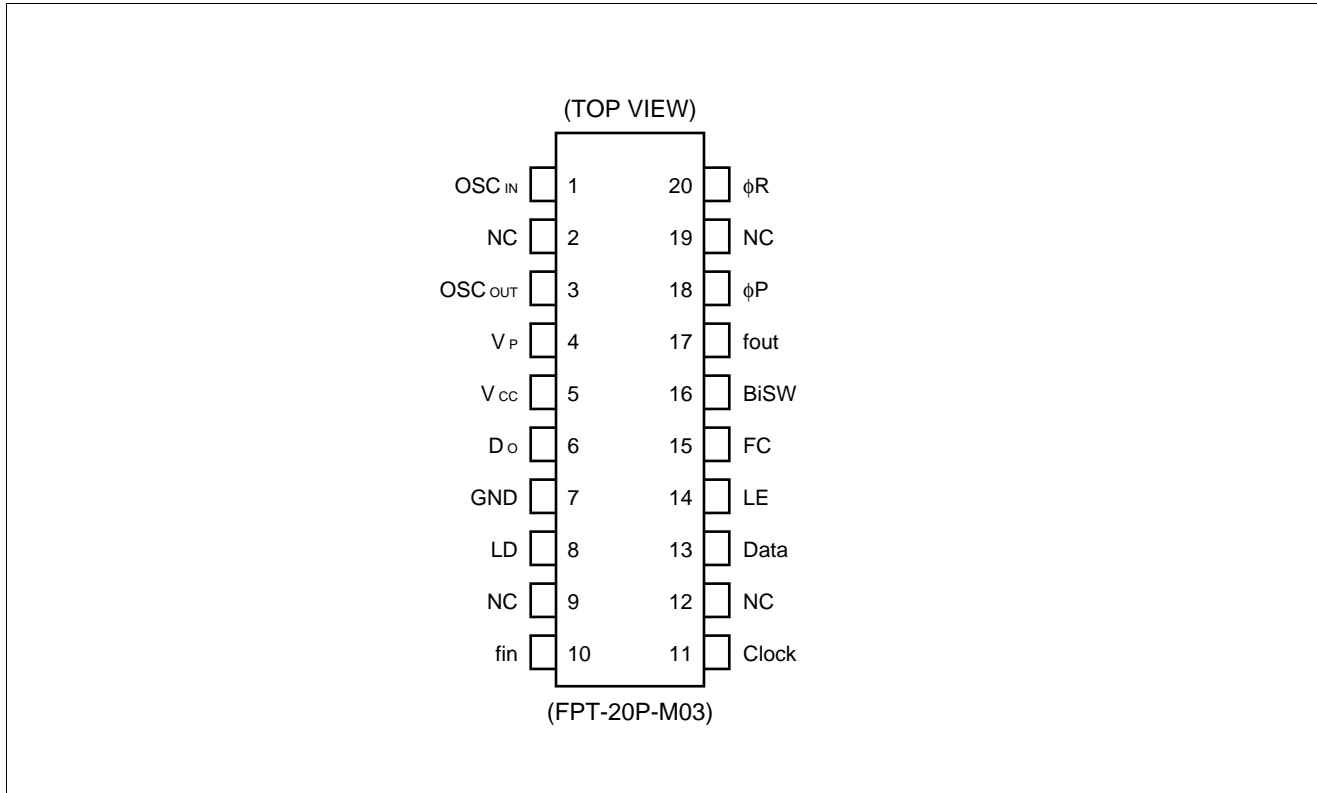 (TOP VIEW)
OSC IN 1 20 ϕR
NC 2 19 NC
OSC OUT 3 18 ϕP
V P 4 17 fout
V CC 5 16 BiSW
D O 6 15 FC
GND 7 14 LE
LD 8 13 Data
NC 9 12 NC
fin 10 11 Clock
(FPT-20P-M03)